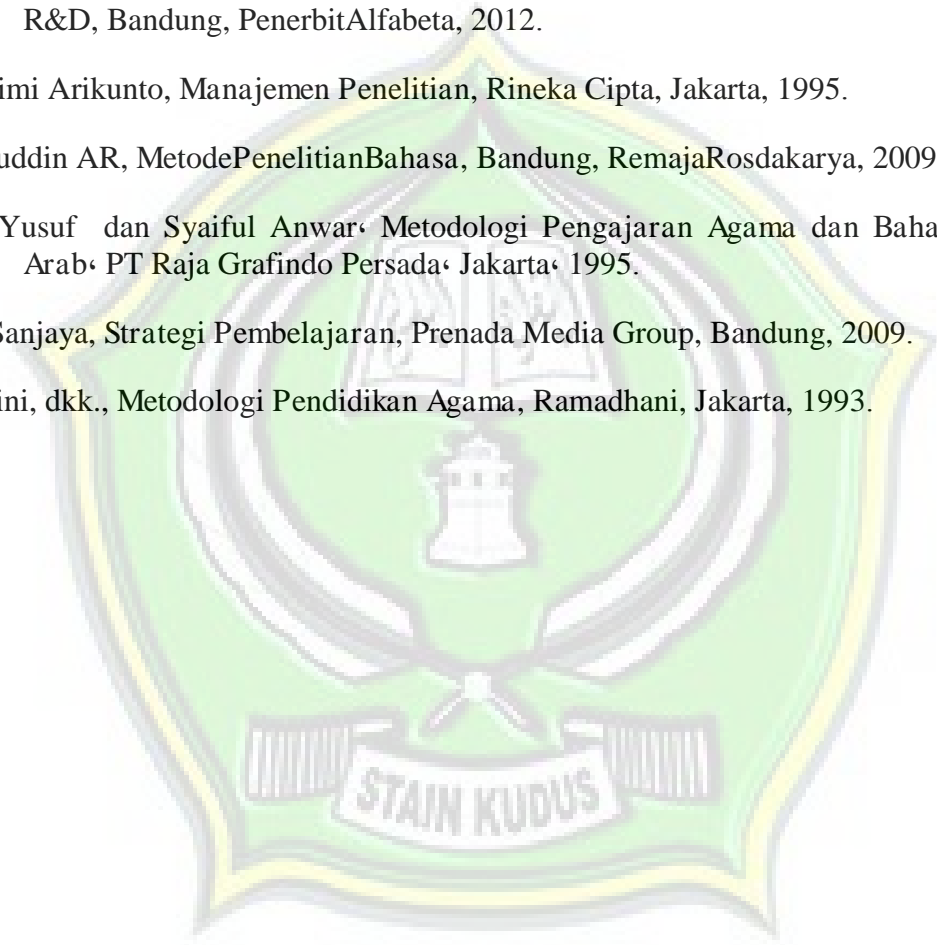 R&D, Bandung, PenerbitAlfabeta, 2012.
imi Arikunto, Manajemen Penelitian, Rineka Cipta, Jakarta, 1995.
uddin AR, MetodePenelitianBahasa, Bandung, RemajaRosdakarya, 2009
Yusuf dan Syaiful Anwar، Metodologi Pengajaran Agama dan Baha
Arab، PT Raja Grafindo Persada، Jakarta، 1995.
Sanjaya, Strategi Pembelajaran, Prenada Media Group, Bandung, 2009.
ini, dkk., Metodologi Pendidikan Agama, Ramadhani, Jakarta, 1993.
STAIN KUDUS